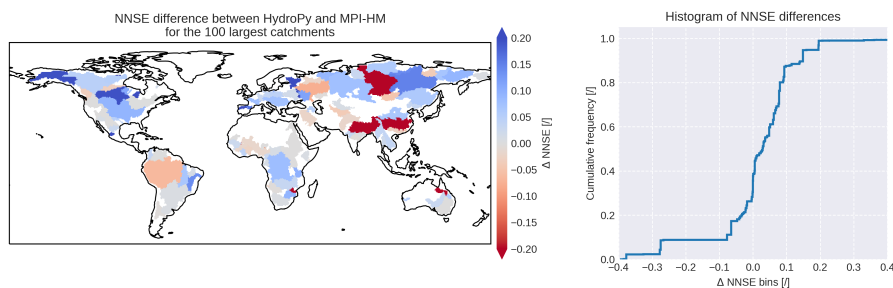 NNSE difference between HydroPy and MPI-HM
for the 100 largest catchments
0.20
0.15
0.10
0.05
0.00
−0.05
−0.10
−0.15
−0.20
Δ NNSE [/]
Histogram of NNSE differences
1.0
0.8
0.6
0.4
0.2
0.0
Cumulative frequency [/]
−0.4 −0.3 −0.2 −0.1 0.0 0.1 0.2 0.3 0.4
Δ NNSE bins [/]